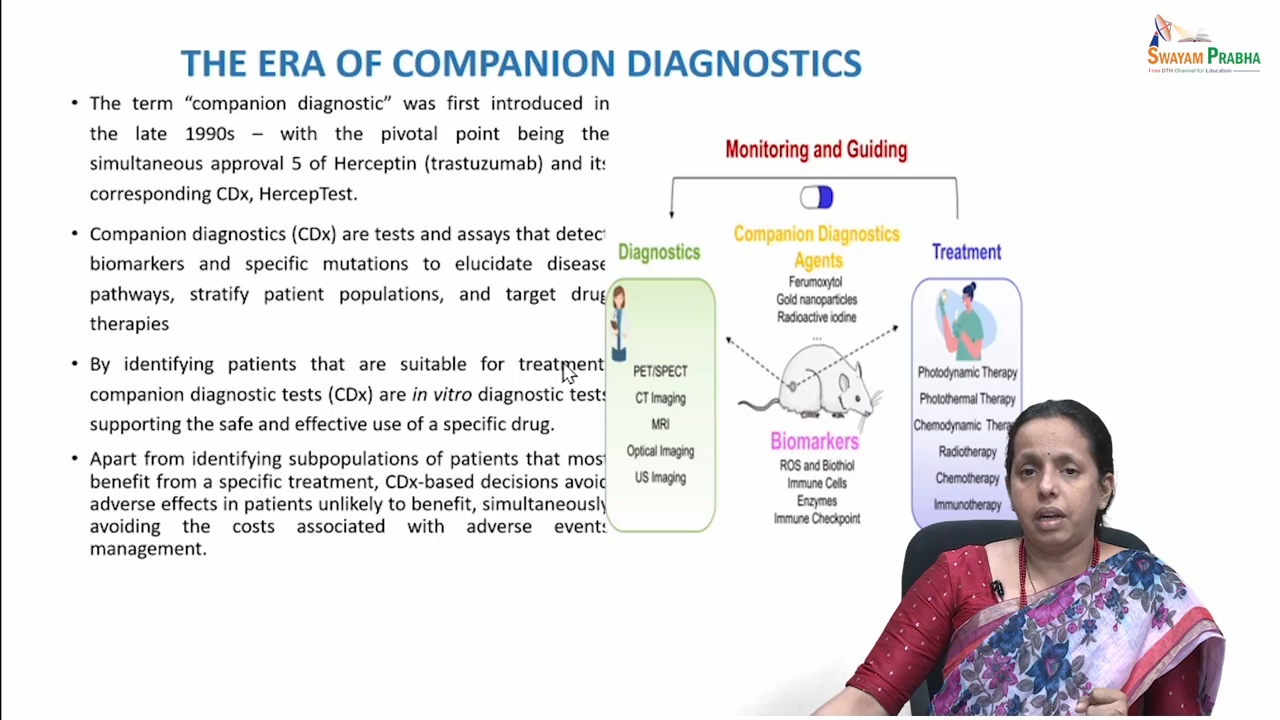 THE ERA OF COMPANION DIAGNOSTICS
SWAYAM PRABHA
Free DTH Channel for Education
• The term “companion diagnostic” was first introduced in
the late 1990s – with the pivotal point being the
simultaneous approval 5 of Herceptin (trastuzumab) and its
corresponding CDx, HercepTest.
• Companion diagnostics (CDx) are tests and assays that detect
biomarkers and specific mutations to elucidate disease
pathways, stratify patient populations, and target drug
therapies
• By identifying patients that are suitable for treatment
companion diagnostic tests (CDx) are in vitro diagnostic tests
supporting the safe and effective use of a specific drug.
• Apart from identifying subpopulations of patients that most
benefit from a specific treatment, CDx-based decisions avoid
adverse effects in patients unlikely to benefit, simultaneously
avoiding the costs associated with adverse events
management.
Monitoring and Guiding
Diagnostics
PET/SPECT
CT Imaging
MRI
Optical Imaging
US Imaging
Companion Diagnostics
Agents
Ferumoxytol
Gold nanoparticles
Radioactive iodine
...
Biomarkers
ROS and Biothiol
Immune Cells
Enzymes
Immune Checkpoint
Treatment
Photodynamic Therapy
Photothermal Therapy
Chemodynamic Thera
Radiotherapy
Chemotherapy
Immunotherapy